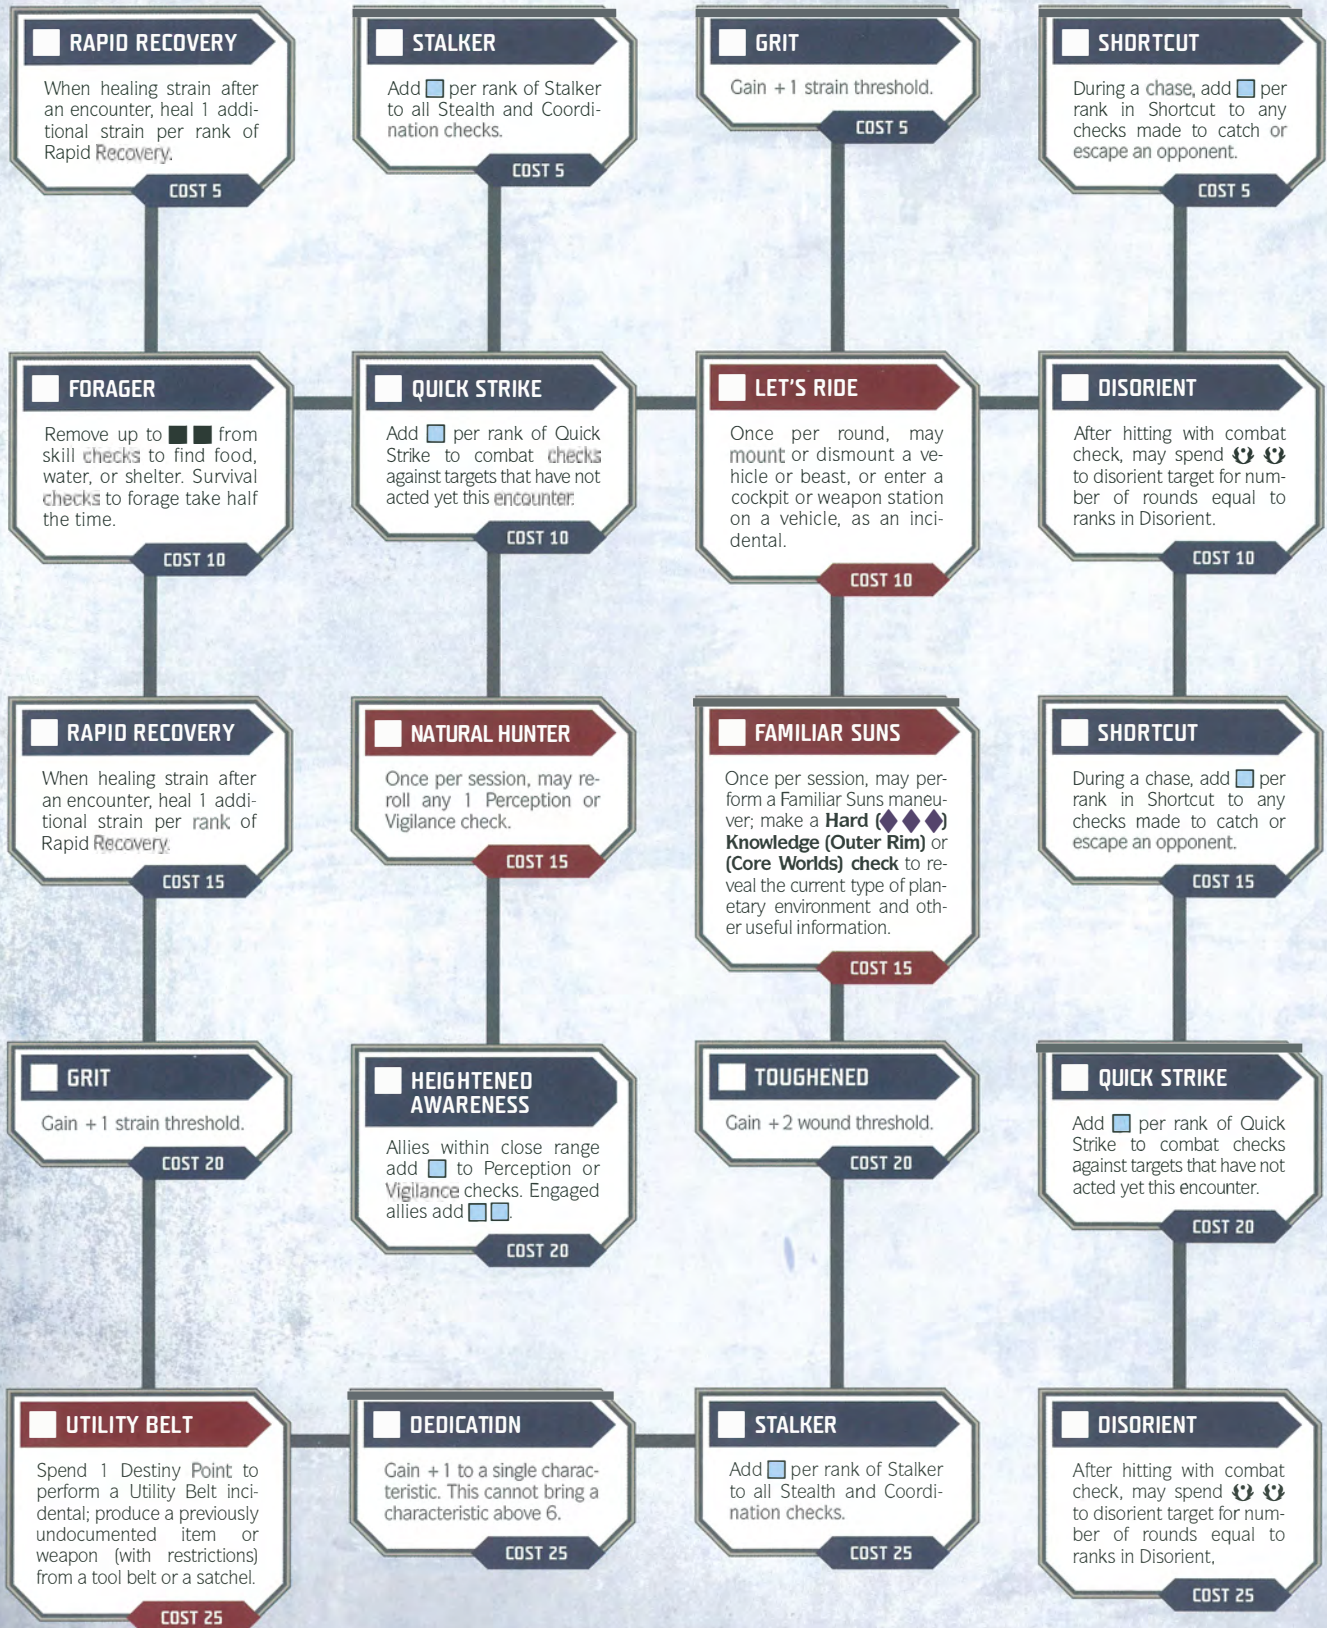 RAPID RECOVERY
When healing strain after
an encounter, heal 1 addi-
tional strain per rank of
Rapid Recovery.
COST 5
STALKER
Add per rank of Stalker
to all Stealth and Coordi-
nation checks.
COST 5
GRIT
Gain +1 strain threshold.
COST 5
SHORTCUT
During a chase, add per
rank in Shortcut to any
checks made to catch or
escape an opponent.
COST 5
FORAGER
Remove up to from
skill checks to find food,
water, or shelter. Survival
checks to forage take half
the time.
COST 10
QUICK STRIKE
Add per rank of Quick
Strike to combat checks
against targets that have not
acted yet this encounter.
COST 10
LET'S RIDE
Once per round, may
mount or dismount a ve-
hicle or beast, or enter a
cockpit or weapon station
on a vehicle, as an inci-
dental.
COST 10
DISORIENT
After hitting with combat
check, may spend
to disorient target for num-
ber of rounds equal to
ranks in Disorient.
COST 10
RAPID RECOVERY
When healing strain after
an encounter, heal 1 addi-
tional strain per rank of
Rapid Recovery.
COST 15
NATURAL HUNTER
Once per session, may re-
roll any 1 Perception or
Vigilance check.
COST 15
FAMILIAR SUNS
Once per session, may per-
form a Familiar Suns maneu-
ver; make a Hard (◆ ◆ ◆)
Knowledge (Outer Rim) or
(Core Worlds) check to re-
veal the current type of plan-
etary environment and oth-
er useful information.
COST 15
SHORTCUT
During a chase, add per
rank in Shortcut to any
checks made to catch or
escape an opponent.
COST 15
GRIT
Gain +1 strain threshold.
COST 20
HEIGHTENED
AWARENESS
Allies within close range
add to Perception or
Vigilance checks. Engaged
allies add .
COST 20
TOUGHENED
Gain +2 wound threshold.
COST 20
QUICK STRIKE
Add per rank of Quick
Strike to combat checks
against targets that have not
acted yet this encounter.
COST 20
UTILITY BELT
Spend 1 Destiny Point to
perform a Utility Belt inci-
dental; produce a previously
undocumented item or
weapon (with restrictions)
from a tool belt or a satchel.
COST 25
DEDICATION
Gain +1 to a single charac-
teristic. This cannot bring a
characteristic above 6.
COST 25
STALKER
Add per rank of Stalker
to all Stealth and Coordi-
nation checks.
COST 25
DISORIENT
After hitting with combat
check, may spend
to disorient target for num-
ber of rounds equal to
ranks in Disorient,
COST 25